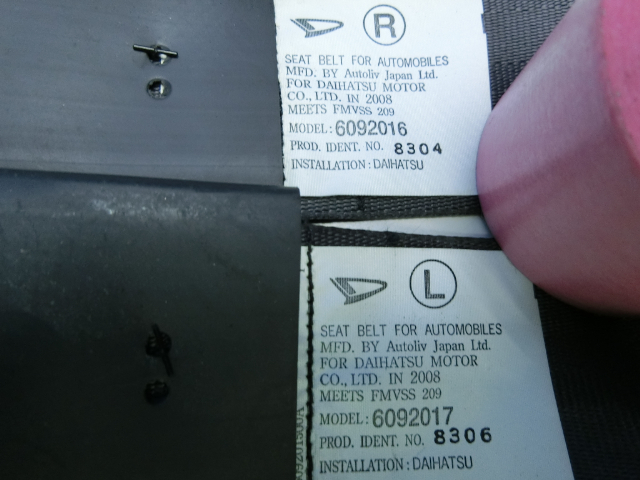 R
SEAT BELT FOR AUTOMOBILES
MFD. BY Autoliv Japan Ltd.
FOR DAIHATSU MOTOR
CO., LTD. IN 2008
MEETS FMVSS 209
MODEL: 6092016
PROD. IDENT. NO. 8304
INSTALLATION: DAIHATSU
L
SEAT BELT FOR AUTOMOBILES
MFD. BY Autoliv Japan Ltd.
FOR DAIHATSU MOTOR
CO., LTD. IN 2008
MEETS FMVSS 209
MODEL: 6092017
PROD. IDENT. NO. 8306
INSTALLATION: DAIHATSU